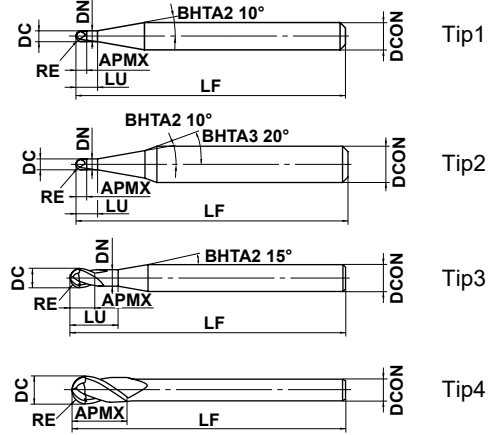 BHTA2 10°
DC
DN
DCON
Tip1
RE
APMX
LU
LF
BHTA2 10°
BHTA3 20°
DC
DN
DCON
Tip2
RE
APMX
LU
LF
BHTA2 15°
DC
DN
DCON
Tip3
RE
APMX
LU
LF
DC
DCON
Tip4
RE
APMX
LF